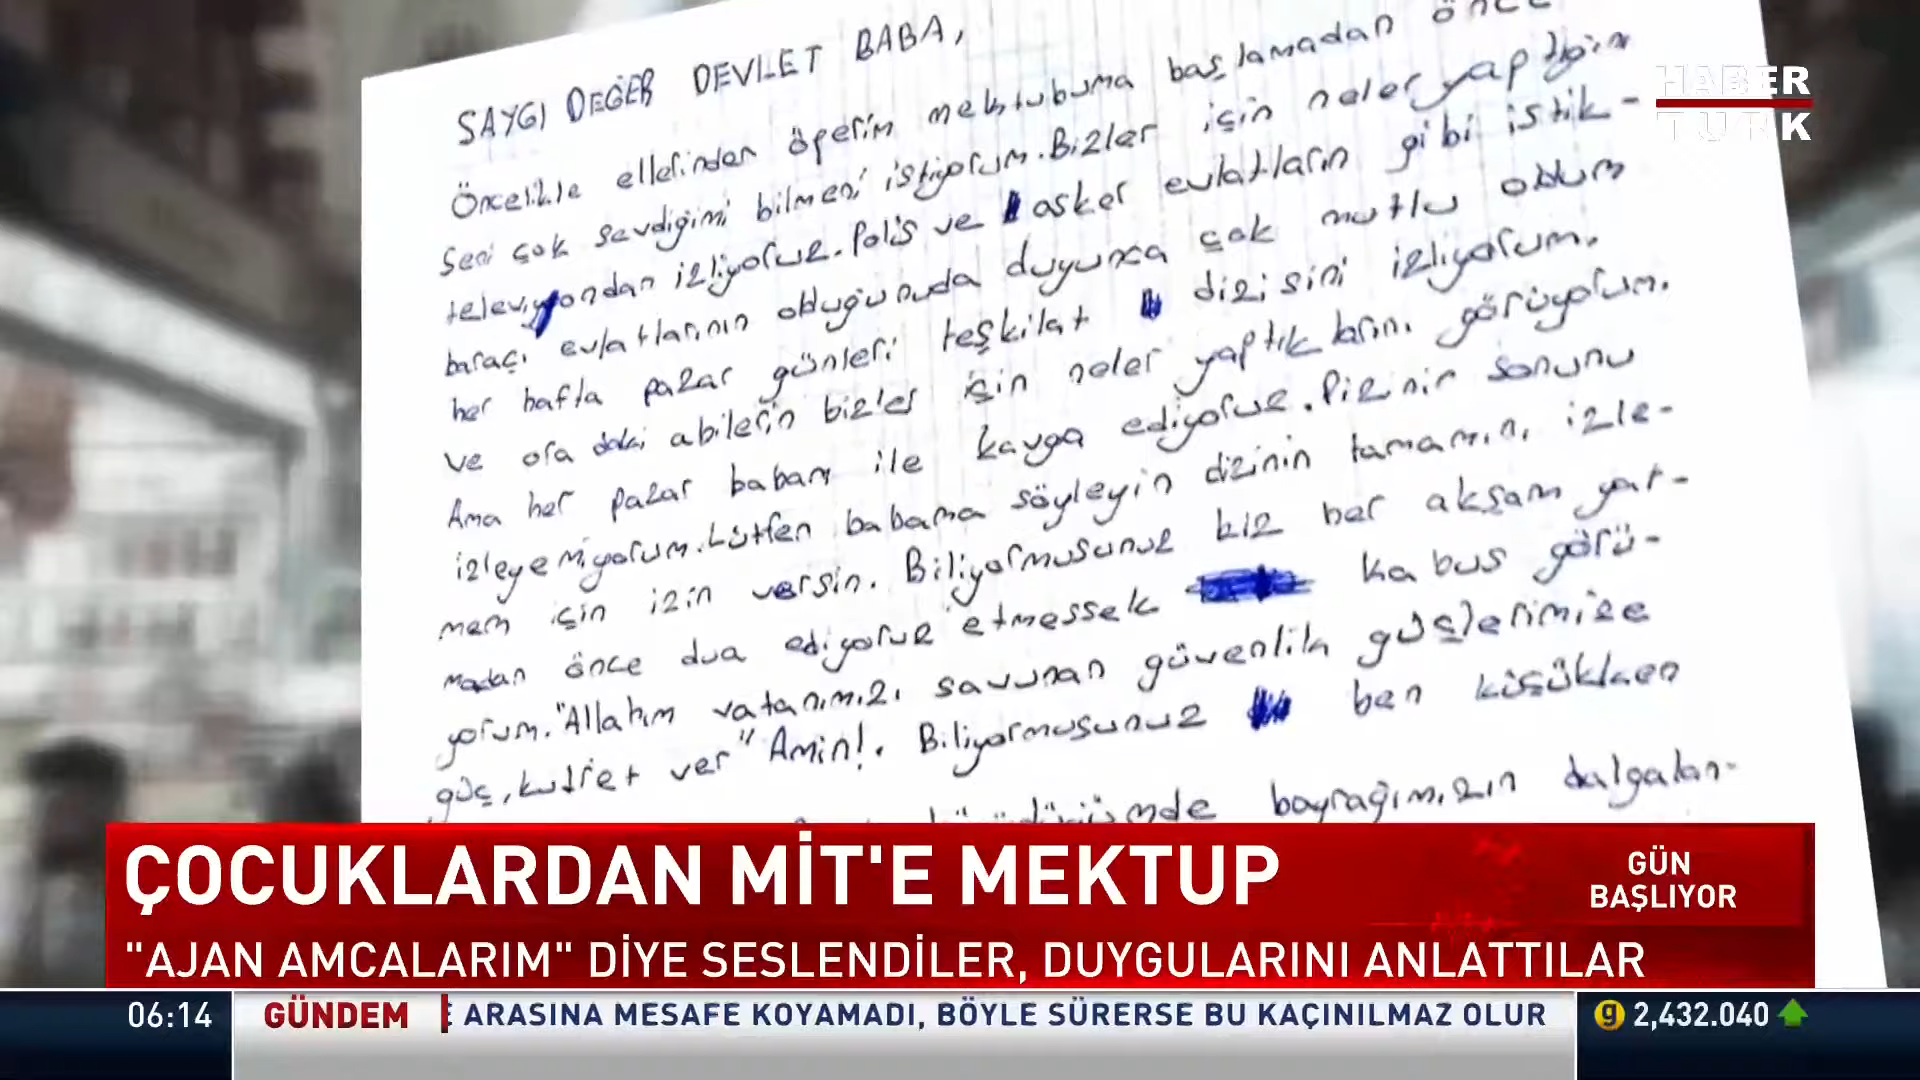 SAYGI DEĞER DEVLET BABA,
Öncelikle ellerinden öperim mektubuma başlamadan önce
seni çok sevdiğimi bilmeni istiyorum. Bizler için neler yaptığın
televiyondan izliyoruz. Polis ve asker evlatların gibi istik-
baraçı evlatlarının olduğunuda duyunca çok mutlu oldum
her hafta pazar günleri teşkilat dizisini izliyorum.
ve ora daki abilerin bizler için neler yaptıklarını görüyorum.
Ama her pazar babam ile kavga ediyoruz. Dizinin sonunu
izleyemiyorum. Lütfen babama söyleyin dizinin tamamını izle-
mem için izin versin. Biliyormusunuz biz her akşam yat-
madan önce dua ediyoruz etmessek kabus görü-
yorum. "Allahım vatanımızı savunan güvenlik güçlerimize
güç, kudret ver" Amin!. Biliyormusunuz ben küçükken
bayrağımızın dalgalan-
HABER
TÜRK
ÇOCUKLARDAN MİT'E MEKTUP
GÜN
BAŞLIYOR
"AJAN AMCALARIM" DİYE SESLENDİLER, DUYGULARINI ANLATTILAR
06:14 GÜNDEM ARASINA MESAFE KOYAMADI, BÖYLE SÜRERSE BU KAÇINILMAZ OLUR g 2,432.040